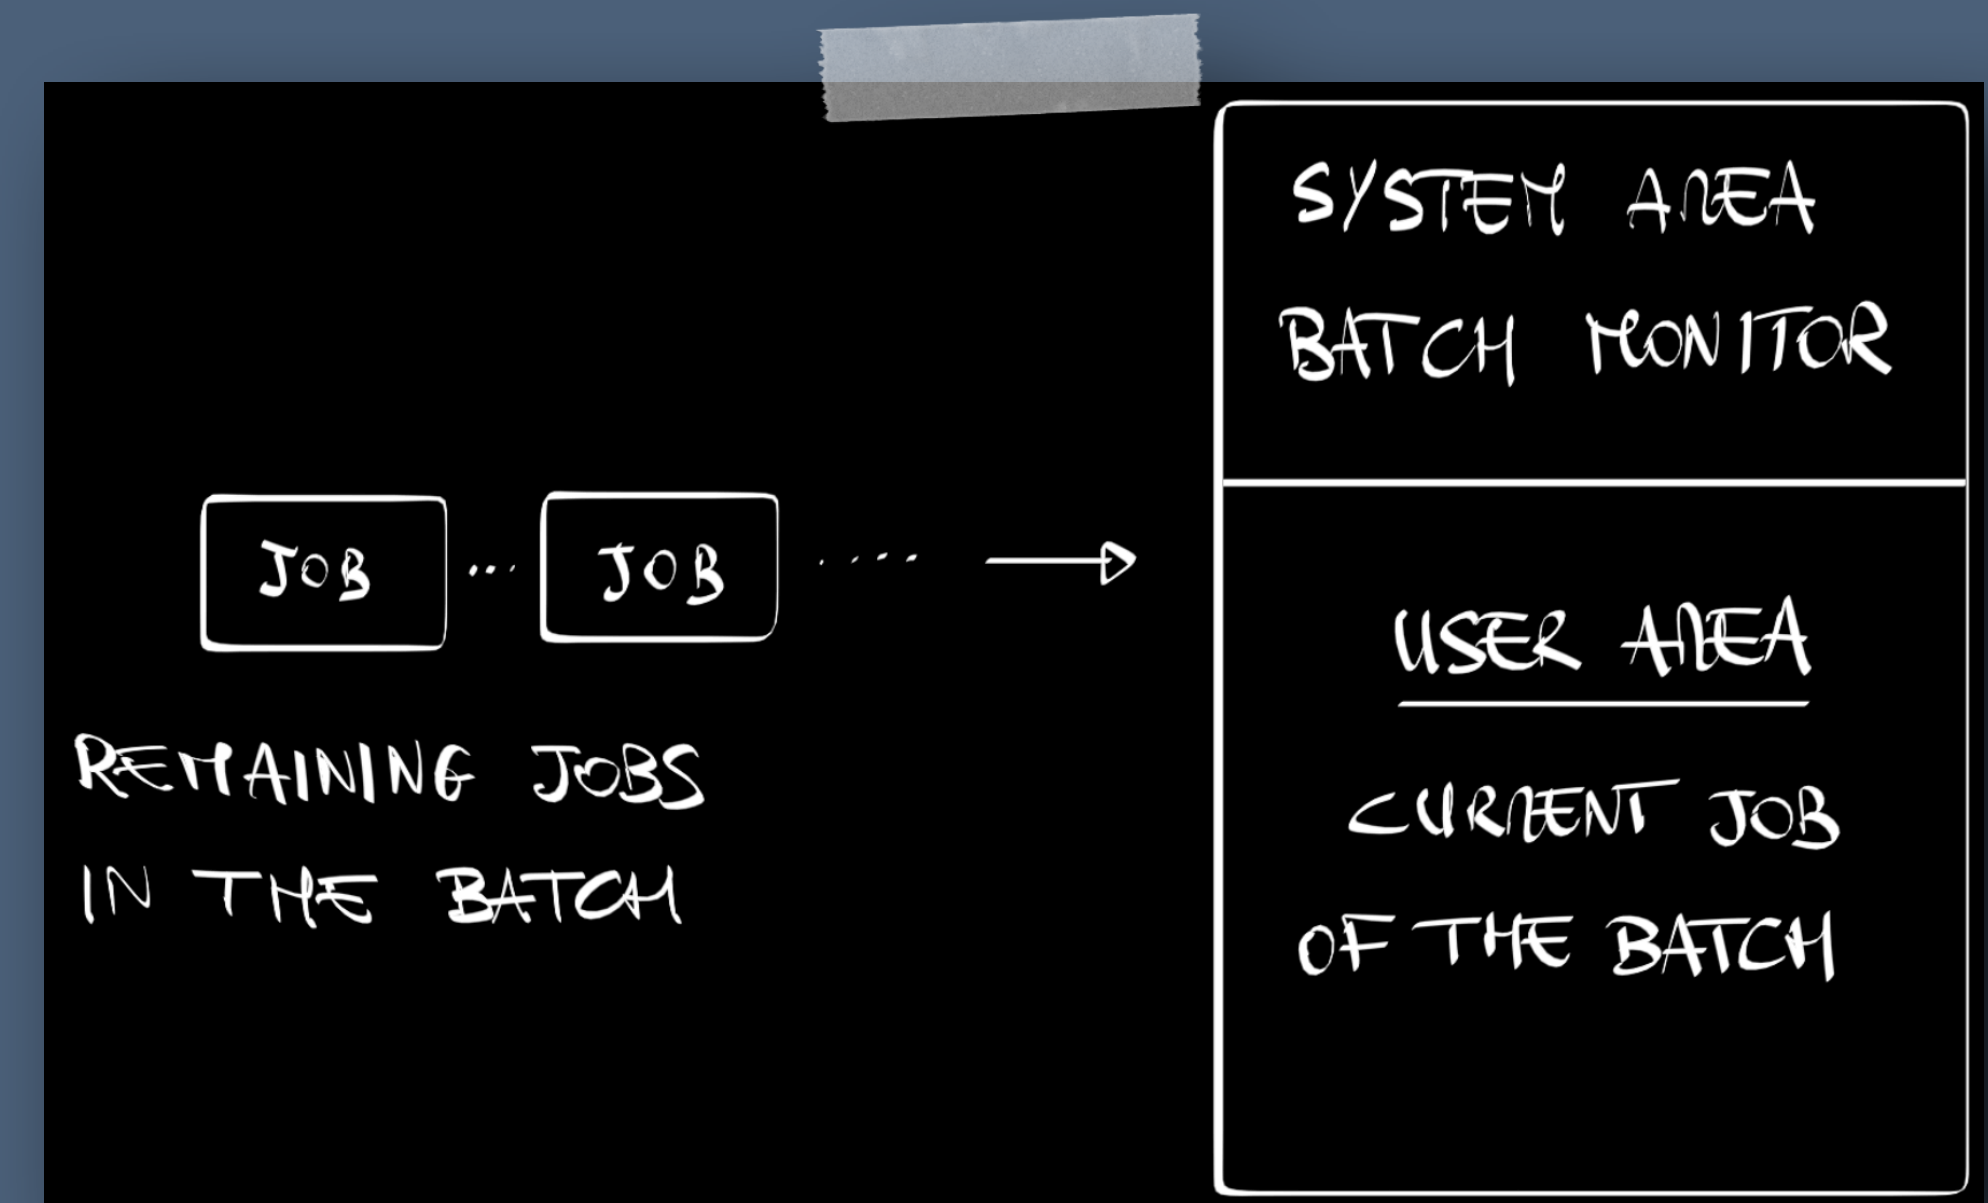 SYSTEM AREA
BATCH MONITOR
JOB ... JOB ....
REMAINING JOBS
IN THE BATCH
USER AREA
CURRENT JOB
OF THE BATCH